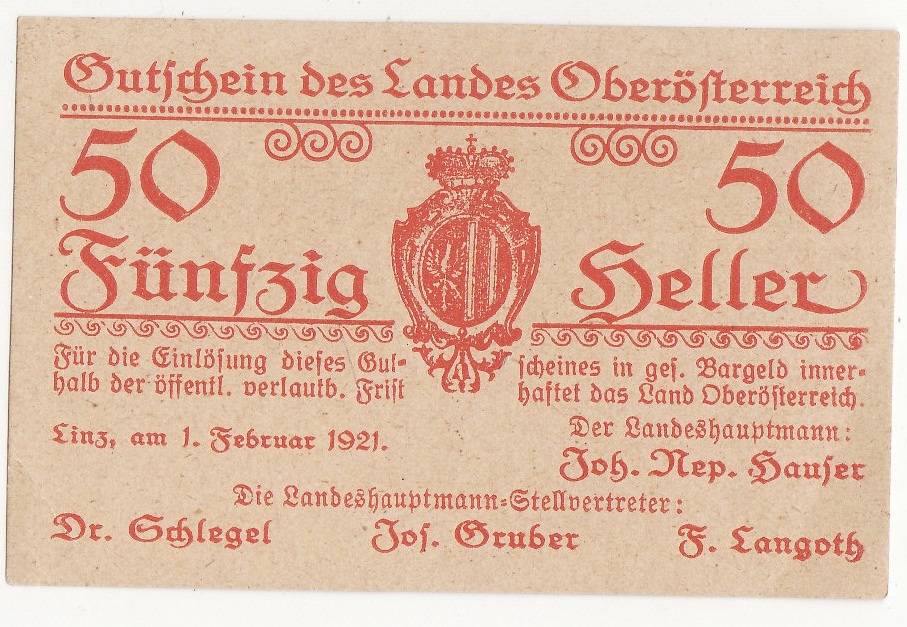 Gutschein des Landes Oberösterreich
50 50
Fünfzig Heller
Für die Einlösung dieses Gut-scheines in ges. Bargeld inner-
halb der öffentl. verlautb. Frist haftet das Land Oberösterreich.
Linz, am 1. Februar 1921.
Der Landeshauptmann:
Joh. Nep. Hauser
Die Landeshauptmann-Stellvertreter:
Dr. Schlegel Jos. Gruber F. Langoth